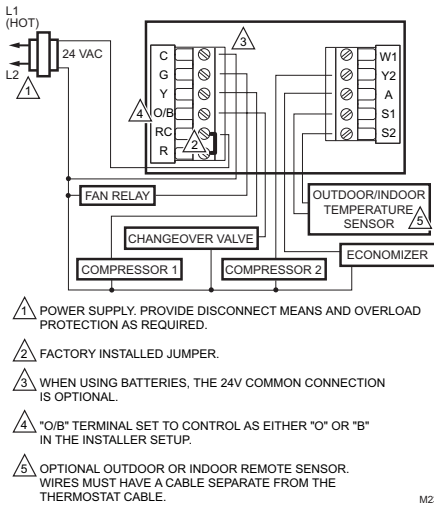 L1
(HOT)
24 VAC
L2
1
3
C
G
Y
4
O/B
RC
2
R
W1
Y2
A
S1
S2
FAN RELAY
OUTDOOR/INDOOR
TEMPERATURE
SENSOR
5
CHANGEOVER VALVE
ECONOMIZER
COMPRESSOR 1
COMPRESSOR 2
1 POWER SUPPLY. PROVIDE DISCONNECT MEANS AND OVERLOAD
PROTECTION AS REQUIRED.
2 FACTORY INSTALLED JUMPER.
3 WHEN USING BATTERIES, THE 24V COMMON CONNECTION
IS OPTIONAL.
4 "O/B" TERMINAL SET TO CONTROL AS EITHER "O" OR "B"
IN THE INSTALLER SETUP.
5 OPTIONAL OUTDOOR OR INDOOR REMOTE SENSOR.
WIRES MUST HAVE A CABLE SEPARATE FROM THE
THERMOSTAT CABLE.